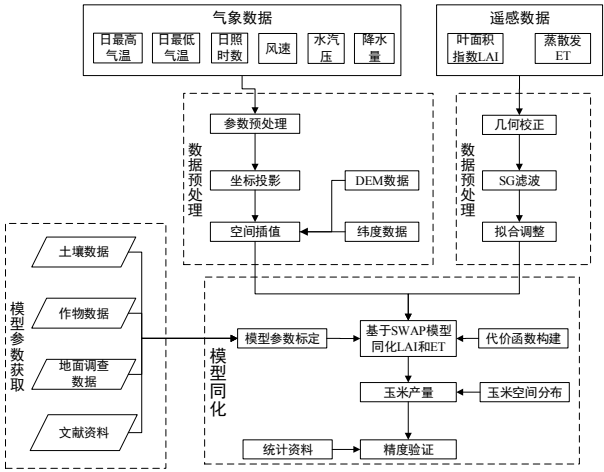 气象数据
日最高
气温
日最低
气温
日照
时数
风速
水汽
压
降水
量
遥感数据
叶面积
指数LAI
蒸散发
ET
数据预处理
参数预处理
坐标投影
空间插值
DEM数据
纬度数据
数据预处理
几何校正
SG滤波
拟合调整
模型参数获取
土壤数据
作物数据
地面调查
数据
文献资料
模型同化
模型参数标定
基于SWAP模型
同化LAI和ET
代价函数构建
玉米产量
玉米空间分布
统计资料
精度验证